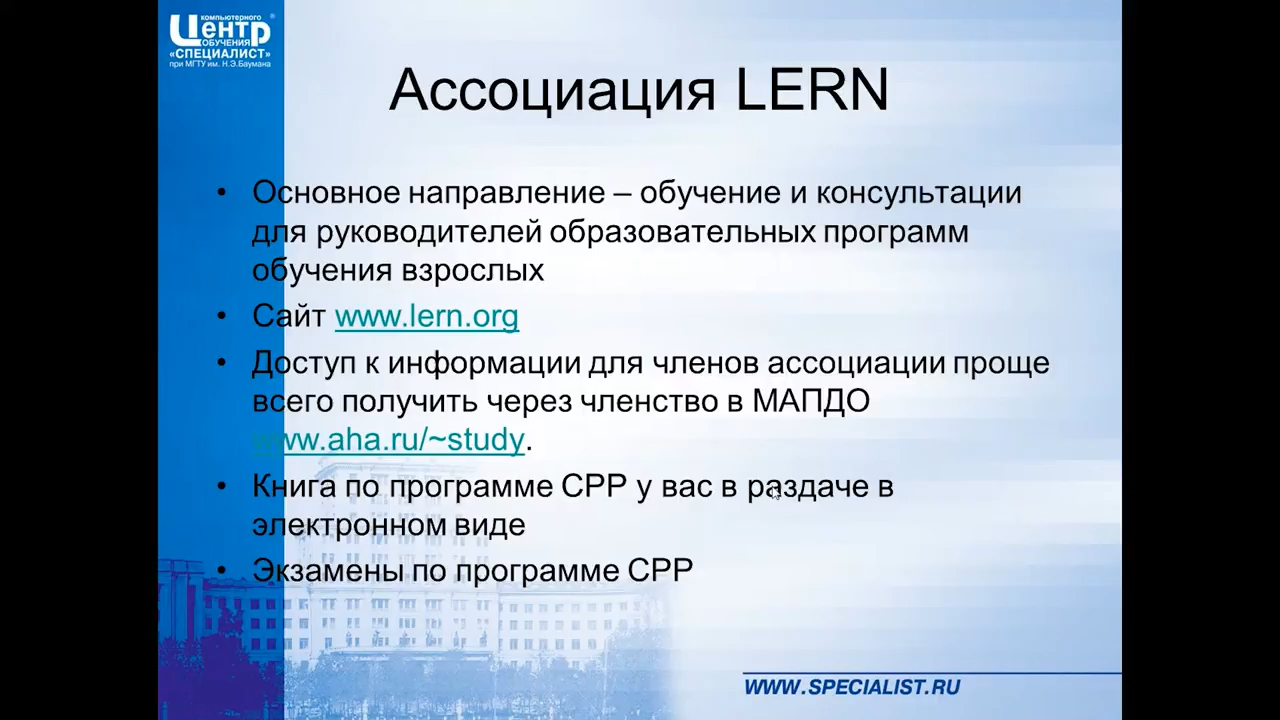 компьютерного
Центр
ОБУЧЕНИЯ
«СПЕЦИАЛИСТ»
при МГТУ им. Н.Э.Баумана
Ассоциация LERN
• Основное направление – обучение и консультации
для руководителей образовательных программ
обучения взрослых
• Сайт www.lern.org
• Доступ к информации для членов ассоциации проще
всего получить через членство в МАПДО
www.aha.ru/~study.
• Книга по программе CPP у вас в раздаче в
электронном виде
• Экзамены по программе CPP
WWW.SPECIALIST.RU